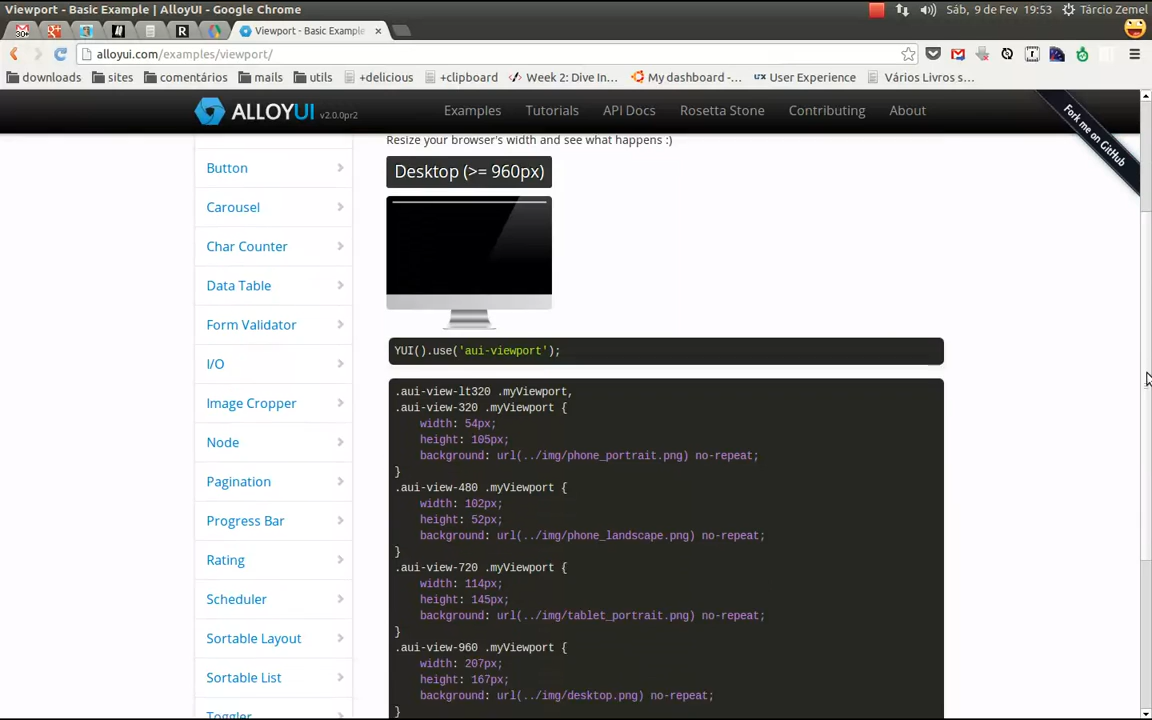 Viewport - Basic Example | AlloyUI - Google Chrome
Sáb, 9 de Fev 19:53 Tárcio Zemel
30+
R
Viewport - Basic Example
alloyui.com/examples/viewport/
downloads sites comentários mails utils +delicious +clipboard Week 2: Dive In... My dashboard -... UX User Experience Vários Livros s...
ALLOYUI v2.0.0pr2 Examples Tutorials API Docs Rosetta Stone Contributing About
Fork me on GitHub
Resize your browser's width and see what happens :)
Desktop (>= 960px)
Button
Carousel
Char Counter
Data Table
Form Validator
I/O
Image Cropper
Node
Pagination
Progress Bar
Rating
Scheduler
Sortable Layout
Sortable List
Toggler
YUI().use('aui-viewport');
.aui-view-lt320 .myViewport,
.aui-view-320 .myViewport {
width: 54px;
height: 105px;
background: url(../img/phone_portrait.png) no-repeat;
}
.aui-view-480 .myViewport {
width: 102px;
height: 52px;
background: url(../img/phone_landscape.png) no-repeat;
}
.aui-view-720 .myViewport {
width: 114px;
height: 145px;
background: url(../img/tablet_portrait.png) no-repeat;
}
.aui-view-960 .myViewport {
width: 207px;
height: 167px;
background: url(../img/desktop.png) no-repeat;
}